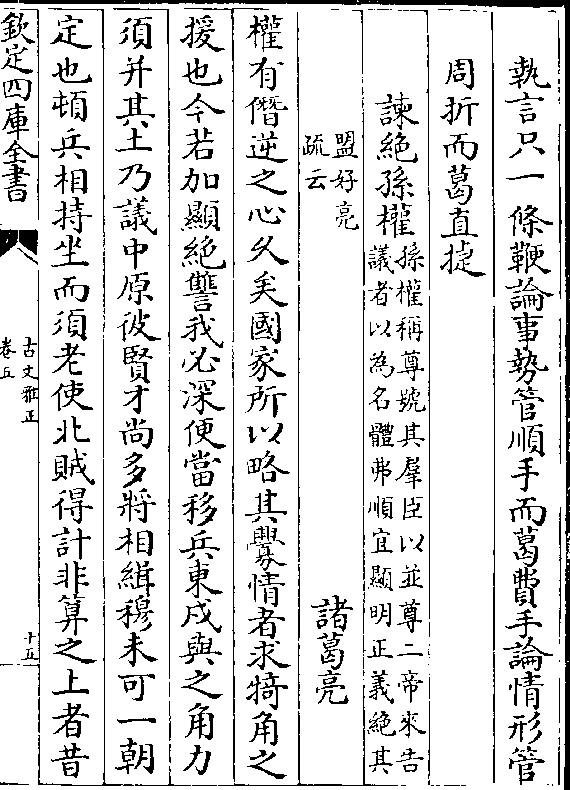 執言只一條鞭論事勢管順手而葛費手論情形管
周折而葛直捷
諫絕孫權
孫權稱尊號其羣臣以並尊二帝來告
議者以為名體弗順宜顯明正義絕其
盟好亮
疏云
諸葛亮
權有僭逆之心乆矣國家所以略其釁情者求犄角之
援也今若加顯絕讐我必深便當移兵東戍與之角力
須并其土乃議中原彼賢才尚多將相緝穆未可一朝
定也頓兵相持坐而須老使北賊得計非算之上者昔
欽定四庫全書
古文雅正
卷五
十五